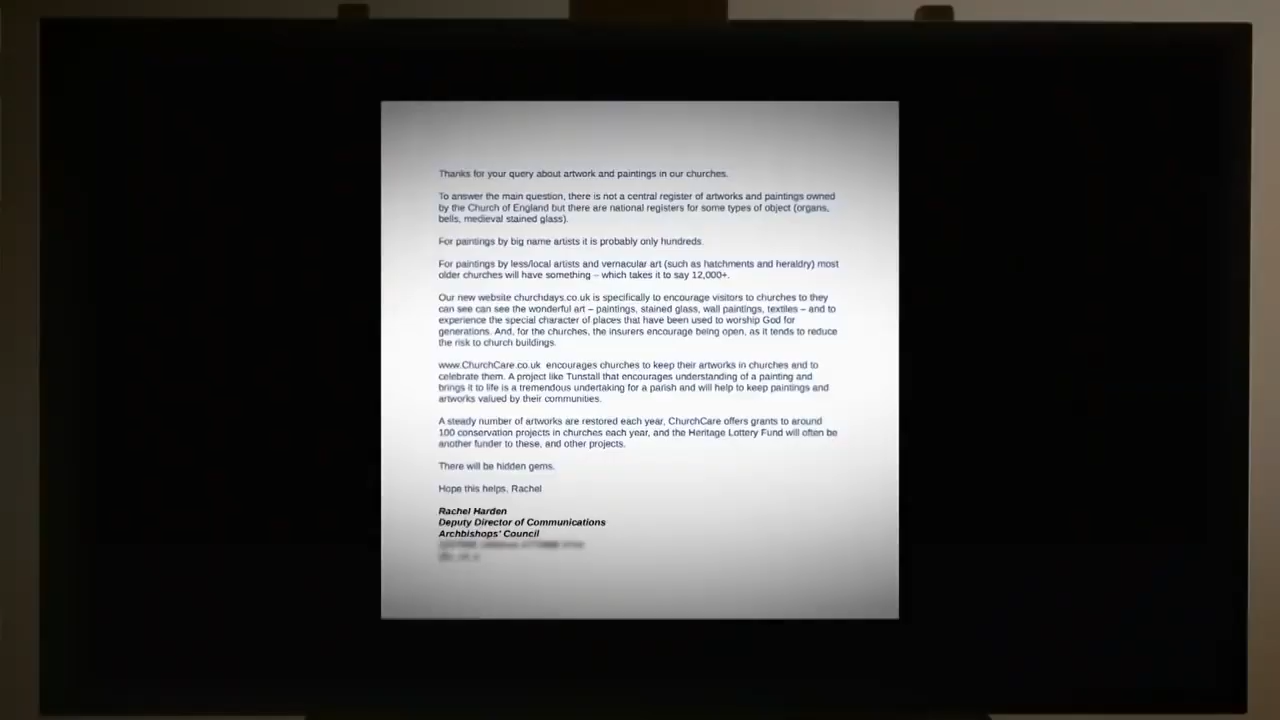 Thanks for your query about artwork and paintings in our churches.
To answer the main question, there is not a central register of artworks and paintings owned
by the Church of England but there are national registers for some types of object (organs,
bells, medieval stained glass).
For paintings by big name artists it is probably only hundreds.
For paintings by less/local artists and vernacular art (such as hatchments and heraldry) most
older churches will have something – which takes it to say 12,000+.
Our new website churchdays.co.uk is specifically to encourage visitors to churches to they
can see can see the wonderful art – paintings, stained glass, wall paintings, textiles – and to
experience the special character of places that have been used to worship God for
generations. And, for the churches, the insurers encourage being open, as it tends to reduce
the risk to church buildings.
www.ChurchCare.co.uk encourages churches to keep their artworks in churches and to
celebrate them. A project like Tunstall that encourages understanding of a painting and
brings it to life is a tremendous undertaking for a parish and will help to keep paintings and
artworks valued by their communities.
A steady number of artworks are restored each year, ChurchCare offers grants to around
100 conservation projects in churches each year, and the Heritage Lottery Fund will often be
another funder to these, and other projects.
There will be hidden gems.
Hope this helps, Rachel
Rachel Harden
Deputy Director of Communications
Archbishops' Council